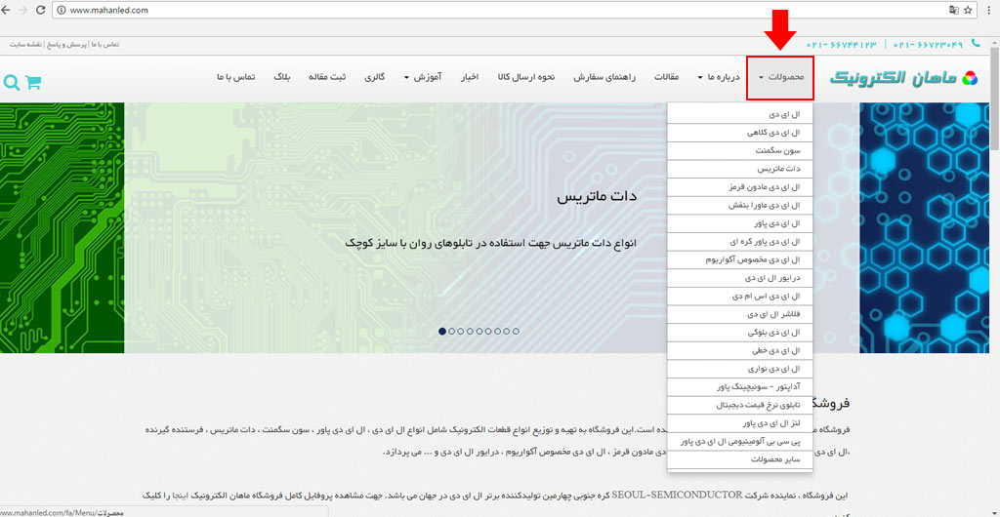 www.mahanled.com
۰۲۱- ۶۶۷۲۳۰۴۹ | ۰۲۱- ۶۶۷۴۴۱۲۳
تماس با ما | پرسش و پاسخ | نقشه سایت
ماهان الکترونیک
محصولات
درباره ما
مقالات
راهنمای سفارش
نحوه ارسال کالا
اخبار
آموزش
گالری
ثبت مقاله
بلاگ
تماس با ما
ال ای دی
ال ای دی کلاهی
سون سگمنت
دات ماتریس
ال ای دی مادون قرمز
ال ای دی ماورا بنفش
ال ای دی پاور
ال ای دی پاور کره ای
ال ای دی مخصوص آکواریوم
درایور ال ای دی
ال ای دی اس ام دی
فلاشر ال ای دی
ال ای دی بلوکی
ال ای دی خطی
ال ای دی نواری
آداپتور - سوئیچینگ پاور
تابلوی نرخ قیمت دیجیتال
لنز ال ای دی پاور
پی سی بی آلومینیومی ال ای دی پاور
سایر محصولات
دات ماتریس
انواع دات ماتریس جهت استفاده در تابلوهای روان با سایز کوچک
ده است.این فروشگاه به تهیه و توزیع انواع قطعات الکترونیک شامل انواع ال ای دی ، ال ای دی پاور ، سون سگمنت ، دات ماتریس ، فرستنده گیرنده
،ال ای دی مادون قرمز ، ال ای دی مخصوص آکواریوم ، درایور ال ای دی و ... می پردازد.
این فروشگاه ، نماینده شرکت SEOUL-SEMICONDUCTOR کره جنوبی چهارمین تولیدکننده برتر ال ای دی در جهان می باشد. جهت مشاهده پروفایل کامل فروشگاه ماهان الکترونیک اینجا را کلیک
www.mahanled.com/fa/Menu/محصولات